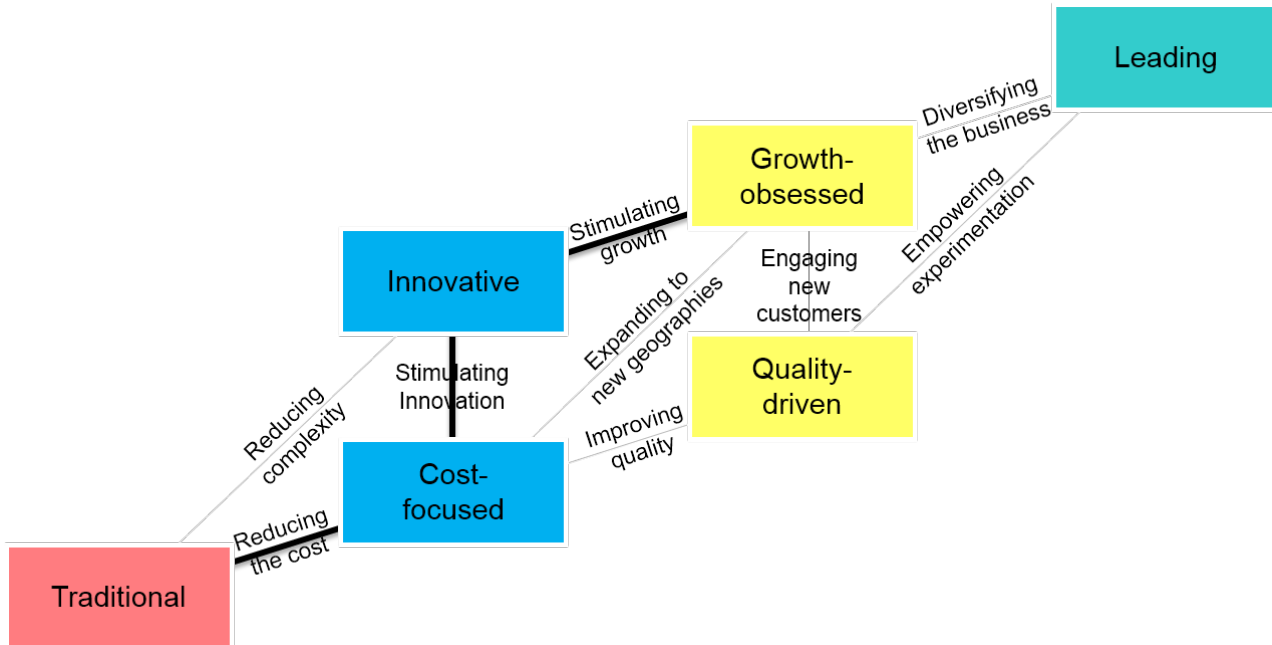 Leading
Diversifying
the business
Growth-
obsessed
Empowering
experimentation
Stimulating
growth
Innovative
Engaging
new
customers
Expanding to
new geographies
Stimulating
Innovation
Quality-
driven
Reducing
complexity
Improving
quality
Cost-
focused
Reducing
the cost
Traditional